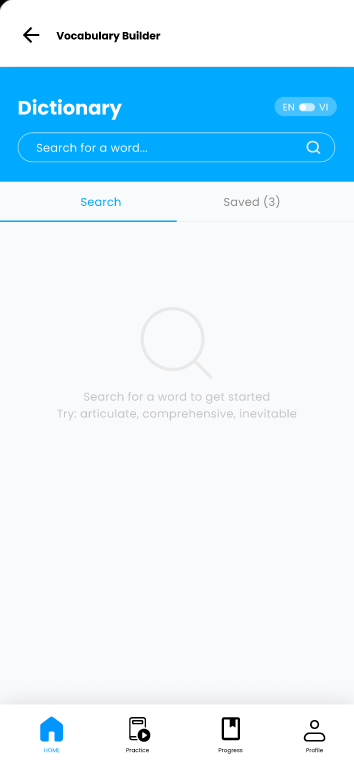 Vocabulary Builder
Dictionary
EN VI
Search for a word...
Search Saved (3)
Search for a word to get started
Try: articulate, comprehensive, inevitable
HOME Practice Progress Profile